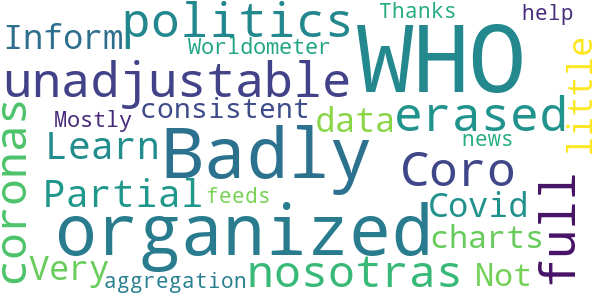 Thanks help
politics WHO
Inform Worldometer little
unadjustable
consistent data erased
Mostly
coronas Learn Badly news
Partial Coro full
feeds Covid
organized charts
Very aggregation nosotras Not